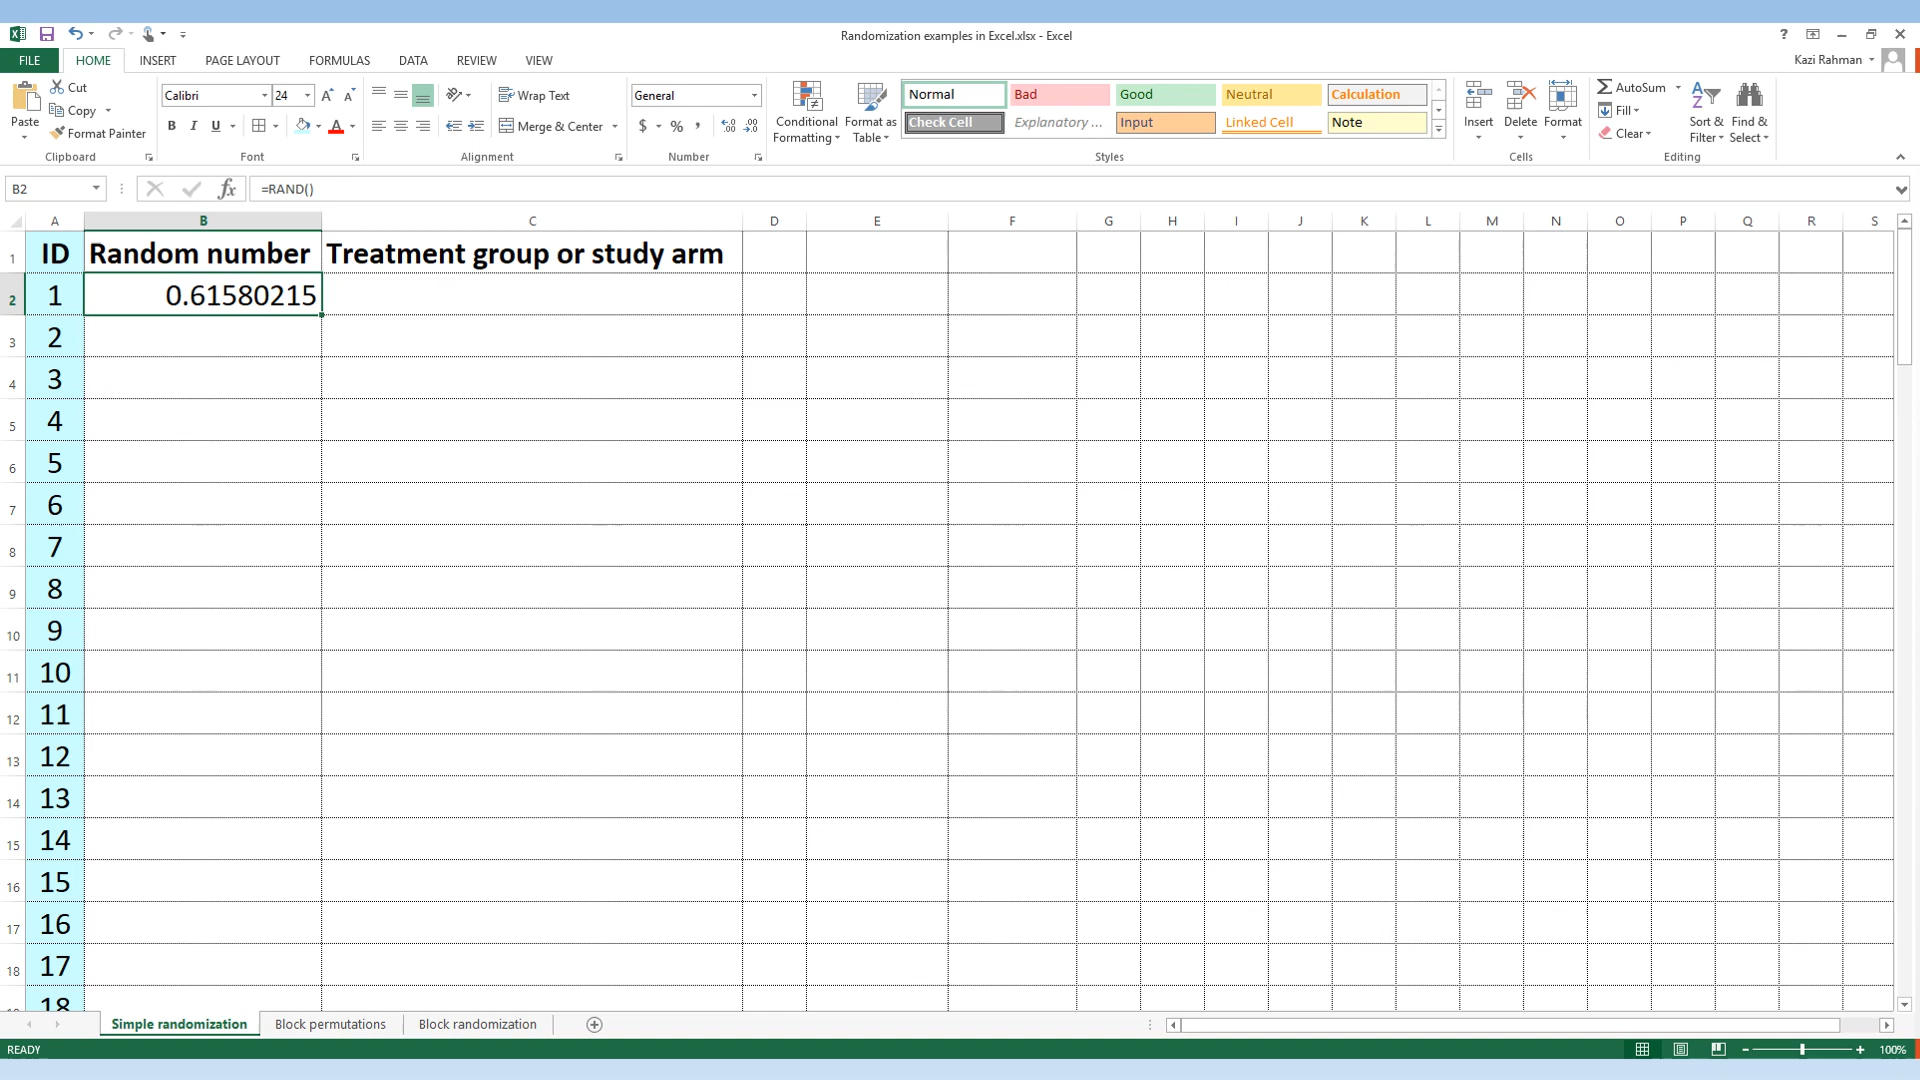 Randomization examples in Excel.xlsx - Excel
?
FILE HOME INSERT PAGE LAYOUT FORMULAS DATA REVIEW VIEW Kazi Rahman
Paste Cut Copy Format Painter Clipboard
Calibri 24 B I U A Font
Wrap Text Merge & Center Alignment
General $ % , Number
Conditional Formatting Format as Table
Normal Bad Good Neutral Calculation
Check Cell Explanatory ... Input Linked Cell Note
Styles
Insert Delete Format Cells
AutoSum Fill Clear Sort & Filter Find & Select Editing
B2 fx =RAND()
A B C D E F G H I J K L M N O P Q R S
1 ID Random number Treatment group or study arm
2 1 0.61580215
3 2
4 3
5 4
6 5
7 6
8 7
9 8
10 9
11 10
12 11
13 12
14 13
15 14
16 15
17 16
18 17
18
Simple randomization Block permutations Block randomization
READY 100%